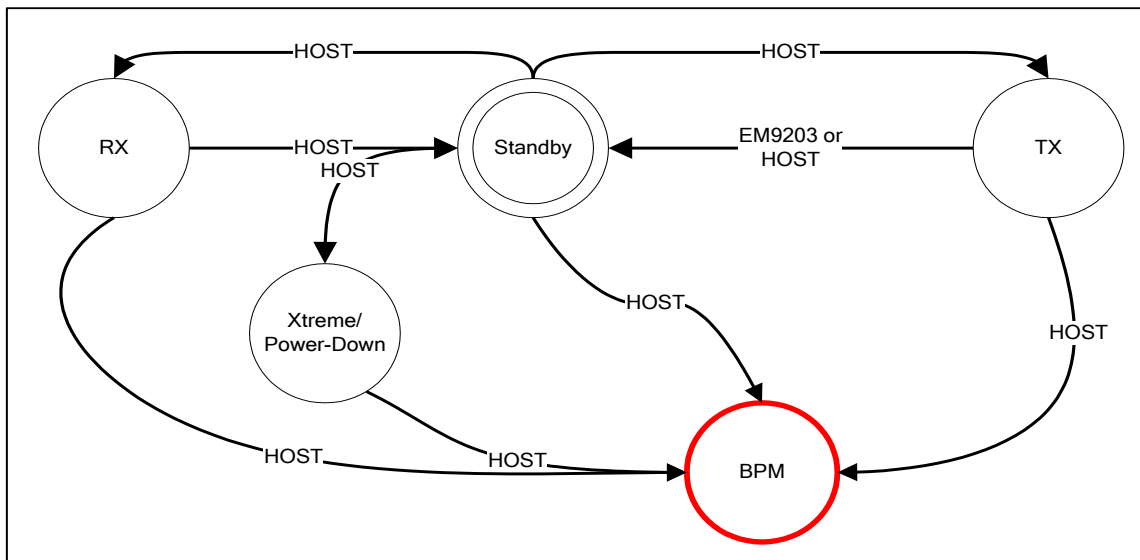 HOST
HOST
RX
HOST
Standby
EM9203 or
HOST
TX
HOST
Xtreme/
Power-Down
HOST
HOST
HOST
HOST
BPM